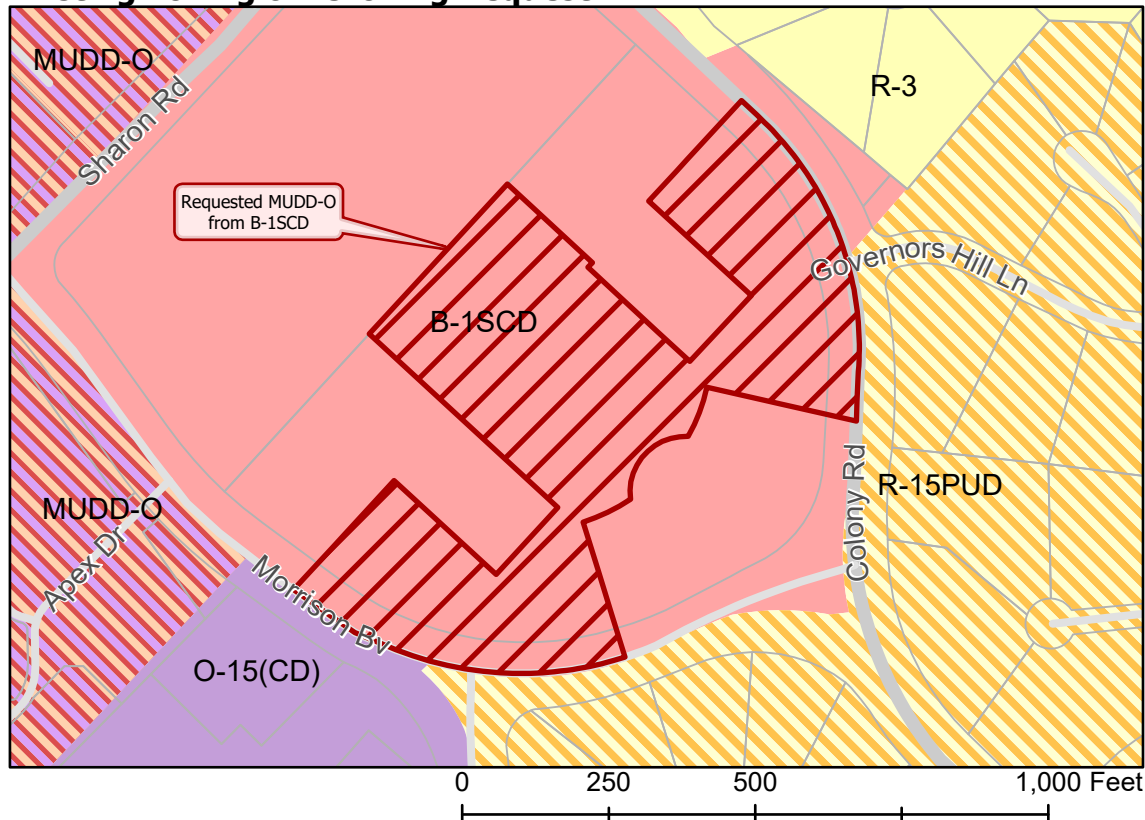 MUDD-O
R-3
Sharon Rd
Requested MUDD-O
from B-1SCD
Governors Hill Ln
B-1SCD
MUDD-O
R-15PUD
Apex Dr
Colony Rd
Morrison Bv
O-15(CD)
0 250 500 1,000 Feet